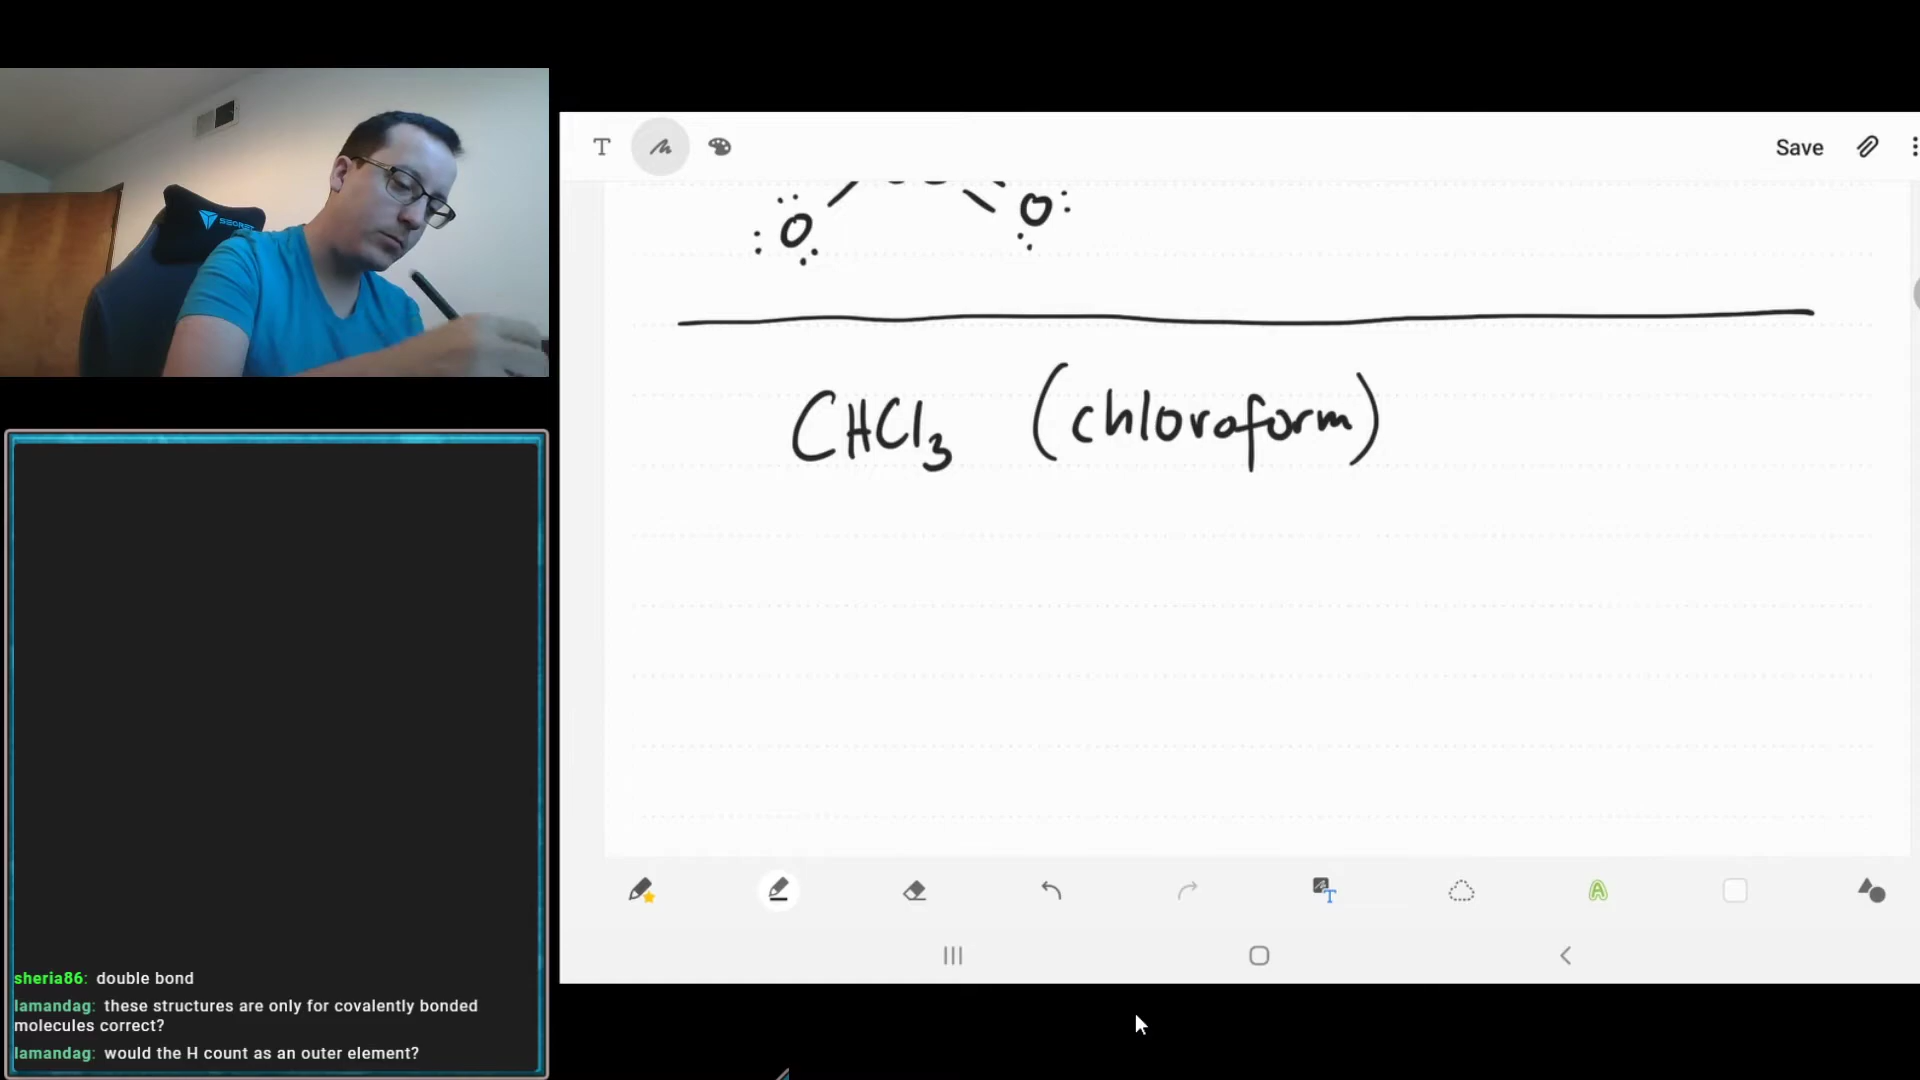 T
Save
:O:
O:
CHCl₃ (chloroform)
SECRET
A
T
sheria86: double bond
lamandag: these structures are only for covalently bonded
molecules correct?
lamandag: would the H count as an outer element?